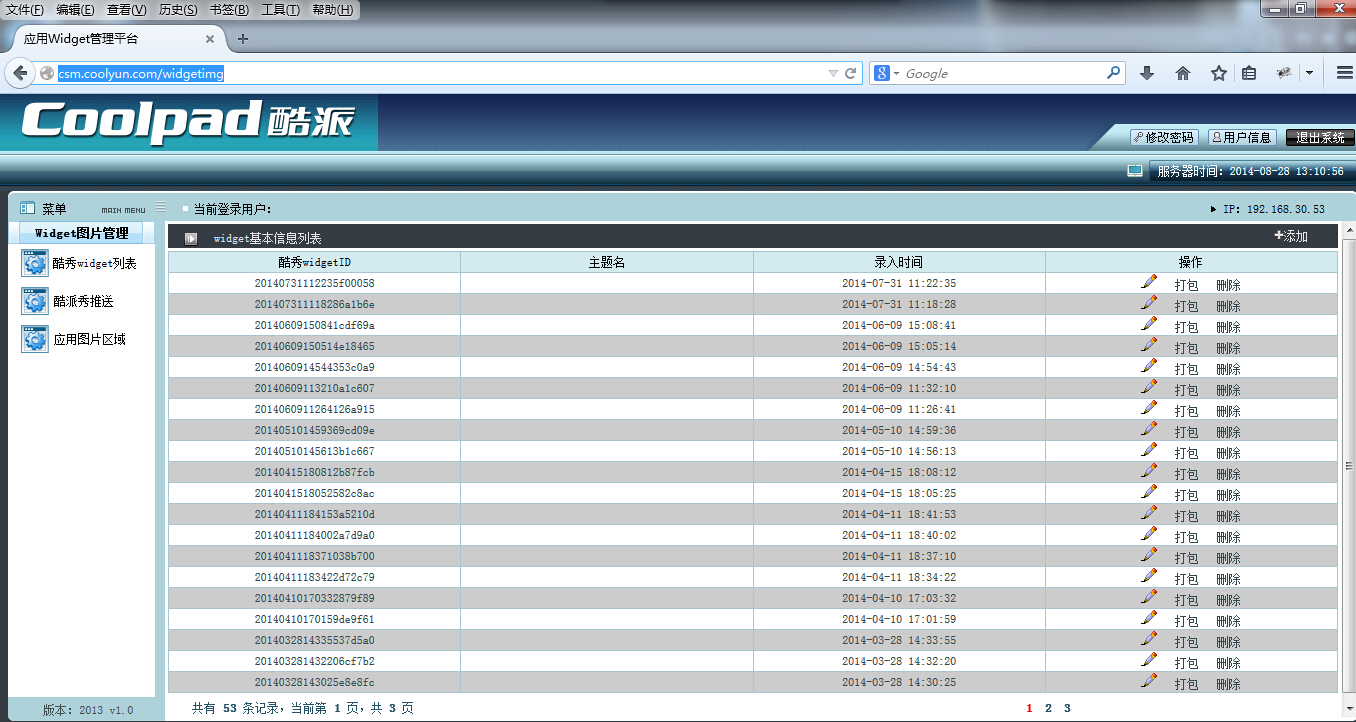 文件(F) 编辑(E) 查看(V) 历史(S) 书签(B) 工具(T) 帮助(H)
应用Widget管理平台
csm.coolyun.com/widgetimg
Google
Coolpad 酷派
修改密码 用户信息 退出系统
服务器时间: 2014-08-28 13:10:56
菜单 MAIN MENU 当前登录用户: IP: 192.168.30.53
Widget图片管理
酷秀widget列表
酷派秀推送
应用图片区域
widget基本信息列表 添加
酷秀widgetID 主题名 录入时间 操作
20140731112235f00058 2014-07-31 11:22:35 打包 删除
20140731118286a1b6e 2014-07-31 11:18:28 打包 删除
20140609150841cdf69a 2014-06-09 15:08:41 打包 删除
20140609150514e18465 2014-06-09 15:05:14 打包 删除
20140609144544353c0a9 2014-06-09 14:54:43 打包 删除
20140609113210a1c607 2014-06-09 11:32:10 打包 删除
20140609112641​26a915 2014-06-09 11:26:41 打包 删除
20140510145936​9cd09e 2014-05-10 14:59:36 打包 删除
20140510145613b1c667 2014-05-10 14:56:13 打包 删除
20140415180812b87fcb 2014-04-15 18:08:12 打包 删除
20140415180525​82c8ac 2014-04-15 18:05:25 打包 删除
20140411184153a5210d 2014-04-11 18:41:53 打包 删除
20140411184002a7d9a0 2014-04-11 18:40:02 打包 删除
20140411183710​38b700 2014-04-11 18:37:10 打包 删除
20140411183422d72c79 2014-04-11 18:34:22 打包 删除
20140410170332879f89 2014-04-10 17:03:32 打包 删除
20140410170159de9f61 2014-04-10 17:01:59 打包 删除
20140328143355​37d5a0 2014-03-28 14:33:55 打包 删除
20140328143220​6cf7b2 2014-03-28 14:32:20 打包 删除
20140328143025e8e8fc 2014-03-28 14:30:25 打包 删除
版本: 2013 v1.0 共有 53 条记录，当前第 1 页，共 3 页 1 2 3